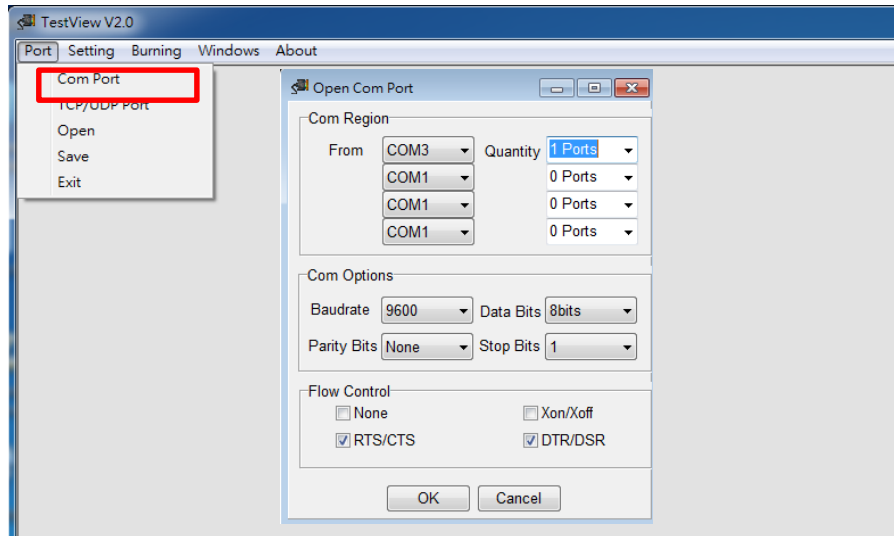 TestView V2.0
Port Setting Burning Windows About
Com Port
TCP/UDP Port
Open
Save
Exit
Open Com Port
Com Region
From COM3 Quantity 1 Ports
COM1 0 Ports
COM1 0 Ports
COM1 0 Ports
Com Options
Baudrate 9600 Data Bits 8bits
Parity Bits None Stop Bits 1
Flow Control
None Xon/Xoff
RTS/CTS DTR/DSR
OK Cancel